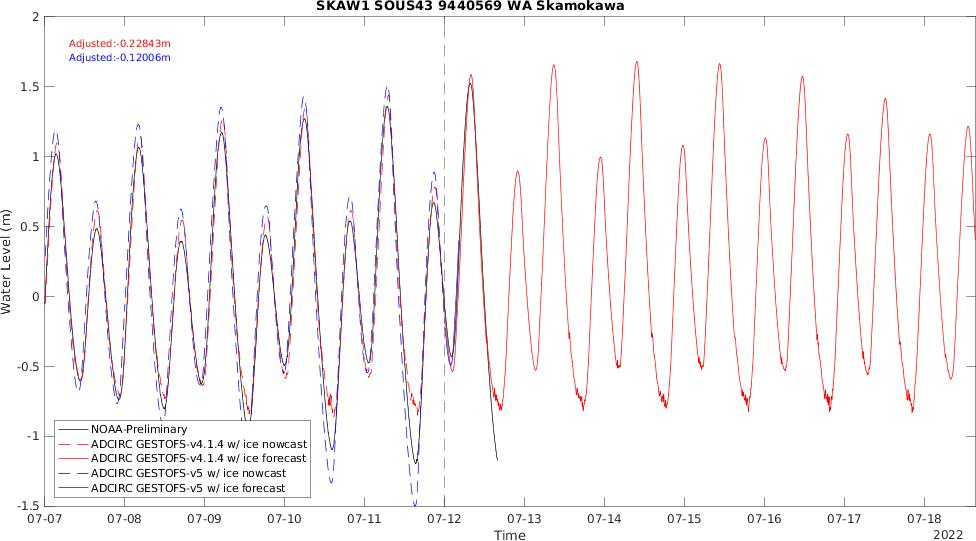 SKAW1 SOUS43 9440569 WA Skamokawa
Adjusted:-0.22843m
Adjusted:-0.12006m
Water Level (m)
2
1.5
1
0.5
0
-0.5
-1
-1.5
NOAA-Preliminary
ADCIRC GESTOFS-v4.1.4 w/ ice nowcast
ADCIRC GESTOFS-v4.1.4 w/ ice forecast
ADCIRC GESTOFS-v5 w/ ice nowcast
ADCIRC GESTOFS-v5 w/ ice forecast
07-07 07-08 07-09 07-10 07-11 07-12 07-13 07-14 07-15 07-16 07-17 07-18
Time
2022